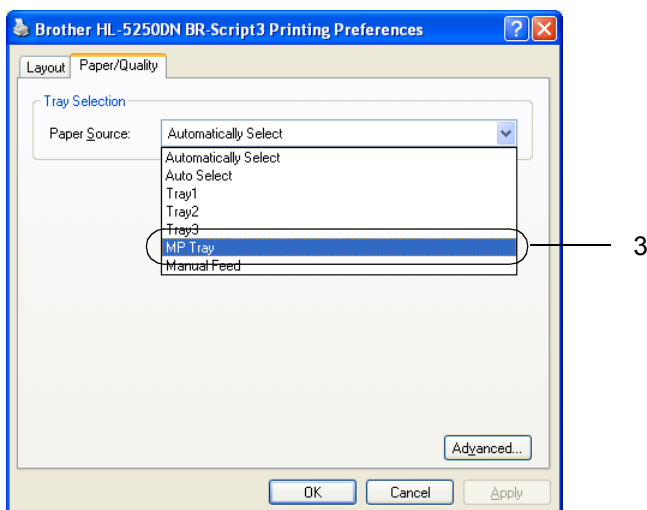 Brother HL-5250DN BR-Script3 Printing Preferences
Layout Paper/Quality
Tray Selection
Paper Source: Automatically Select
Automatically Select
Auto Select
Tray1
Tray2
Tray3
MP Tray 3
Manual Feed
Advanced...
OK Cancel Apply